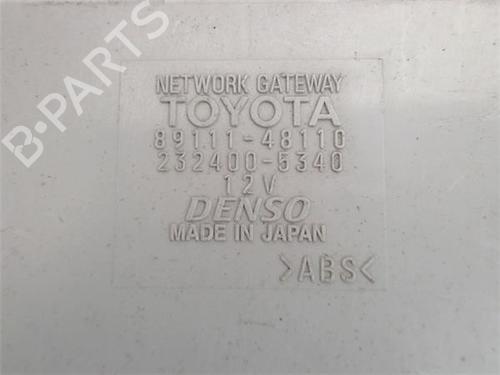 NETWORK GATEWAY
TOYOTA
89111-48110
232400-5340
12V
DENSO
MADE IN JAPAN
>ABS<
B-PARTS